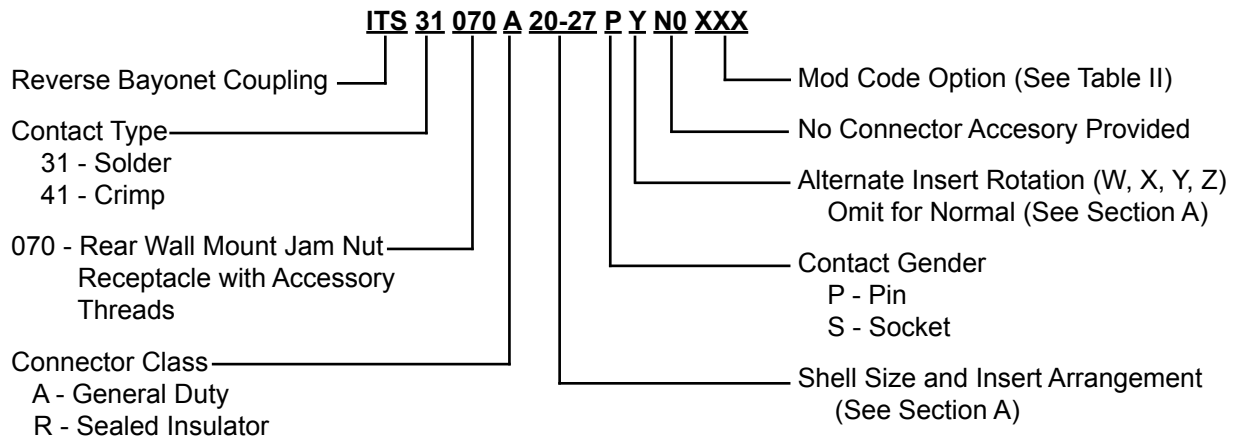 ITS 31 070 A 20-27 P Y N0 XXX
Reverse Bayonet Coupling
Contact Type
31 - Solder
41 - Crimp
070 - Rear Wall Mount Jam Nut
Receptacle with Accessory
Threads
Connector Class
A - General Duty
R - Sealed Insulator
Mod Code Option (See Table II)
No Connector Accesory Provided
Alternate Insert Rotation (W, X, Y, Z)
Omit for Normal (See Section A)
Contact Gender
P - Pin
S - Socket
Shell Size and Insert Arrangement
(See Section A)